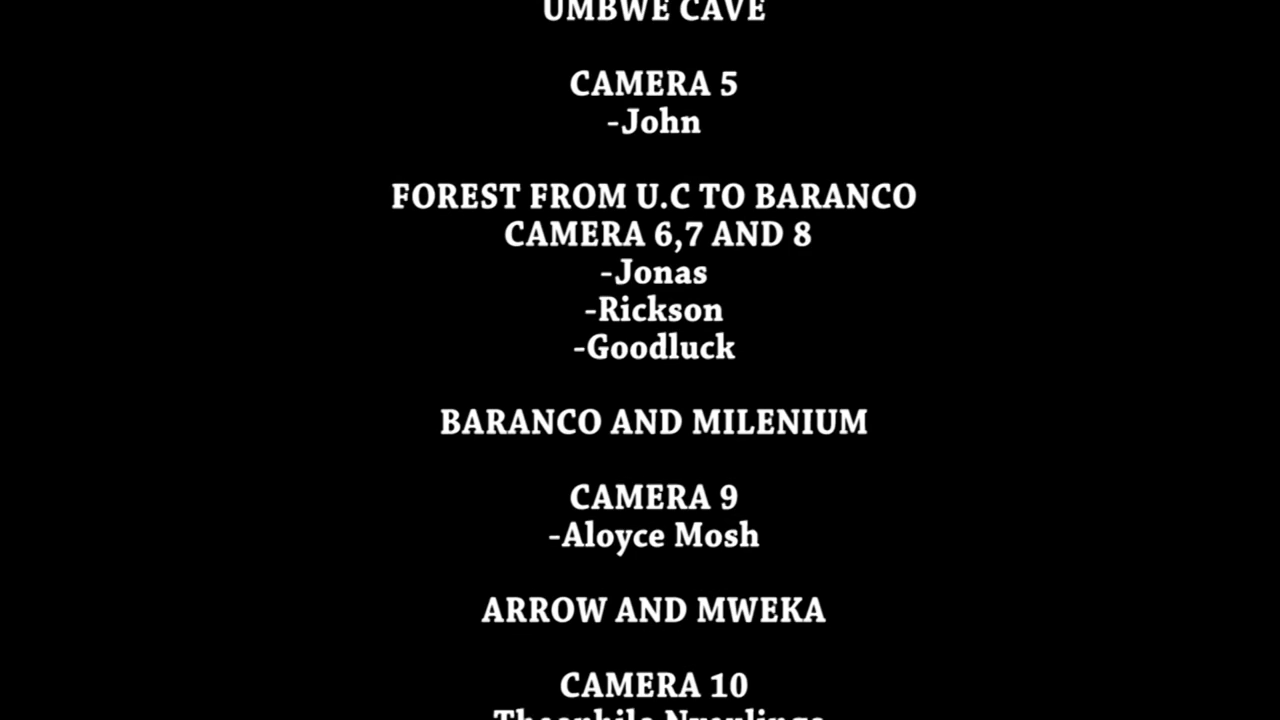 UMBWE CAVE
CAMERA 5
-John
FOREST FROM U.C TO BARANCO
CAMERA 6,7 AND 8
-Jonas
-Rickson
-Goodluck
BARANCO AND MILENIUM
CAMERA 9
-Aloyce Mosh
ARROW AND MWEKA
CAMERA 10